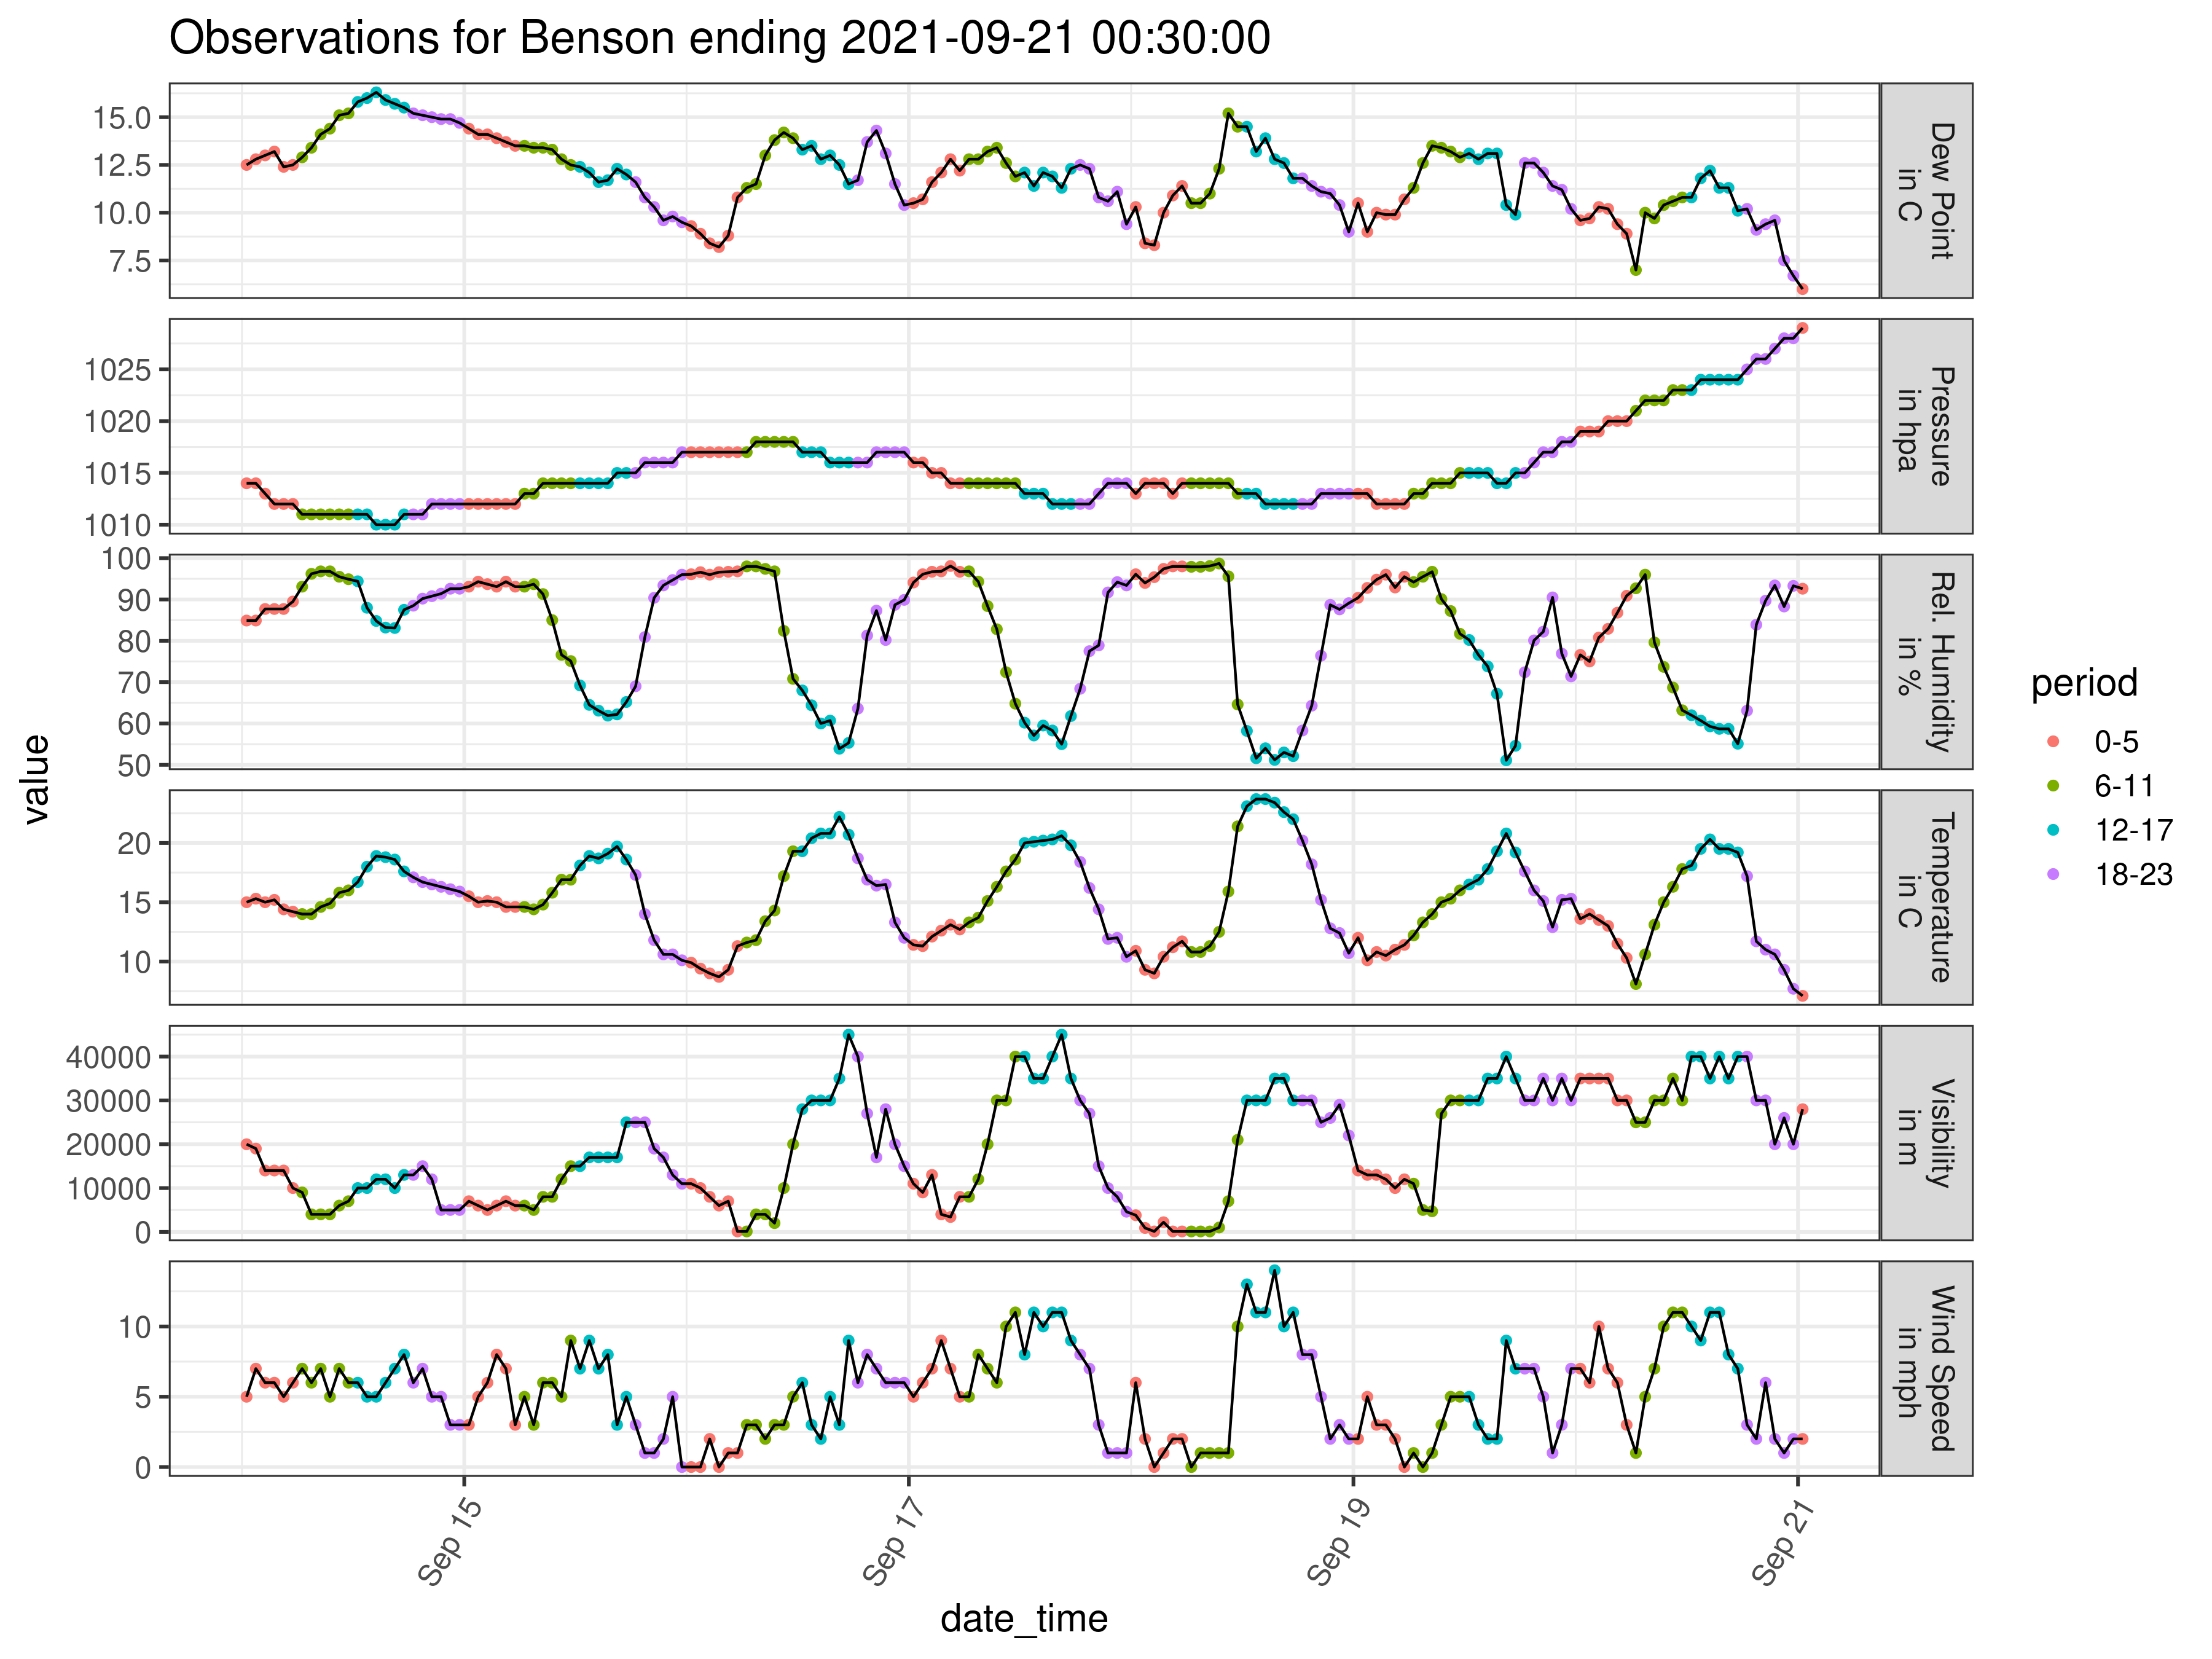 Observations for Benson ending 2021-09-21 00:30:00
value
15.0
12.5
10.0
7.5
Dew Point
in C
1025
1020
1015
1010
Pressure
in hpa
100
90
80
70
60
50
Rel. Humidity
in %
20
15
10
Temperature
in C
40000
30000
20000
10000
0
Visibility
in m
10
5
0
Wind Speed
in mph
Sep 15
Sep 17
Sep 19
Sep 21
date_time
period
0-5
6-11
12-17
18-23